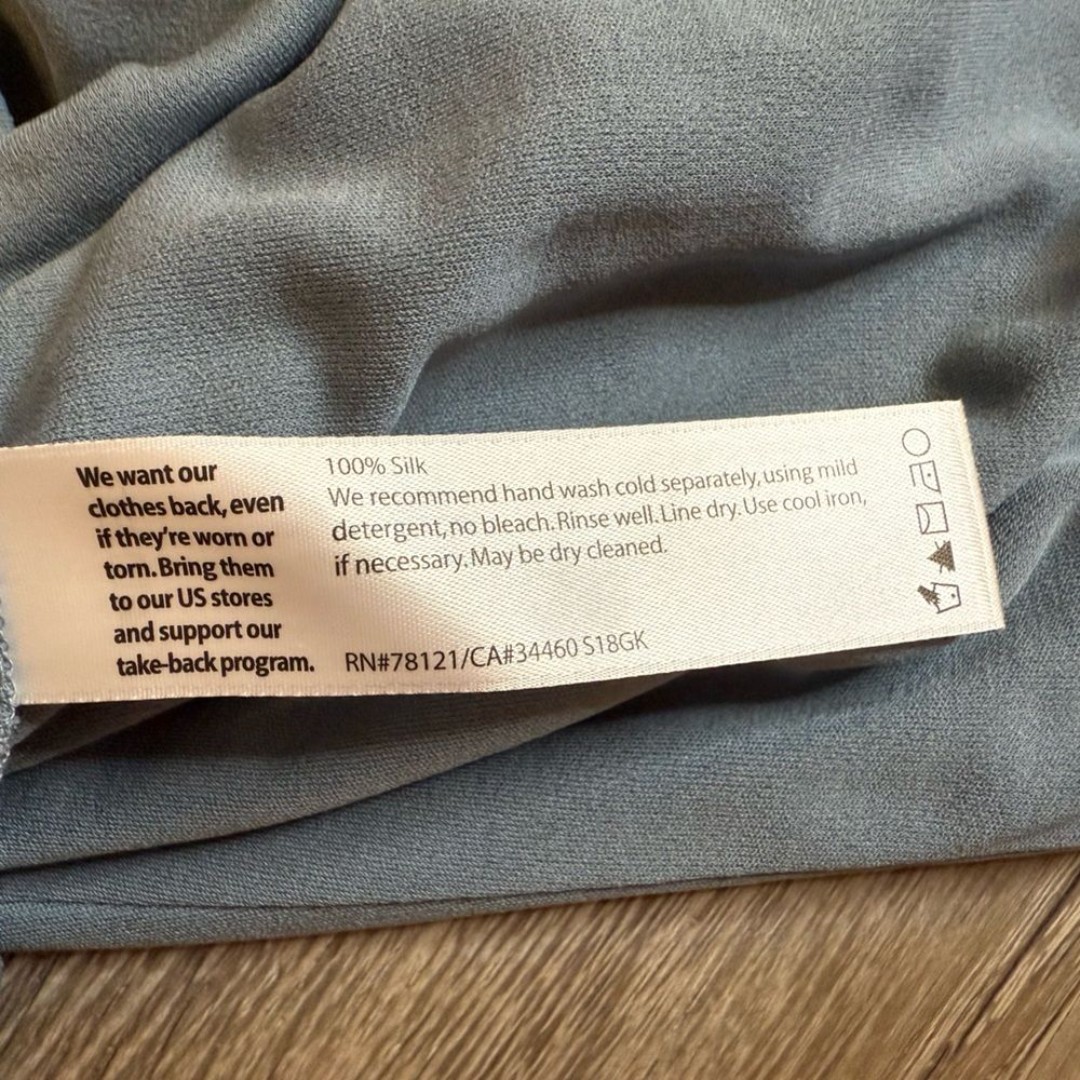 We want our
clothes back, even
if they're worn or
torn. Bring them
to our US stores
and support our
take-back program.
100% Silk
We recommend hand wash cold separately, using mild
detergent, no bleach. Rinse well. Line dry. Use cool iron,
if necessary. May be dry cleaned.
RN#78121/CA#34460 S18GK